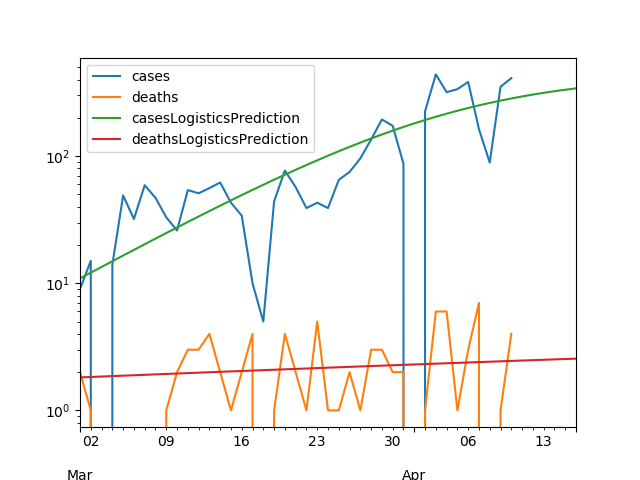 cases
deaths
casesLogisticsPrediction
deathsLogisticsPrediction
10²
10¹
10⁰
02 09 16 23 30 06 13
Mar Apr